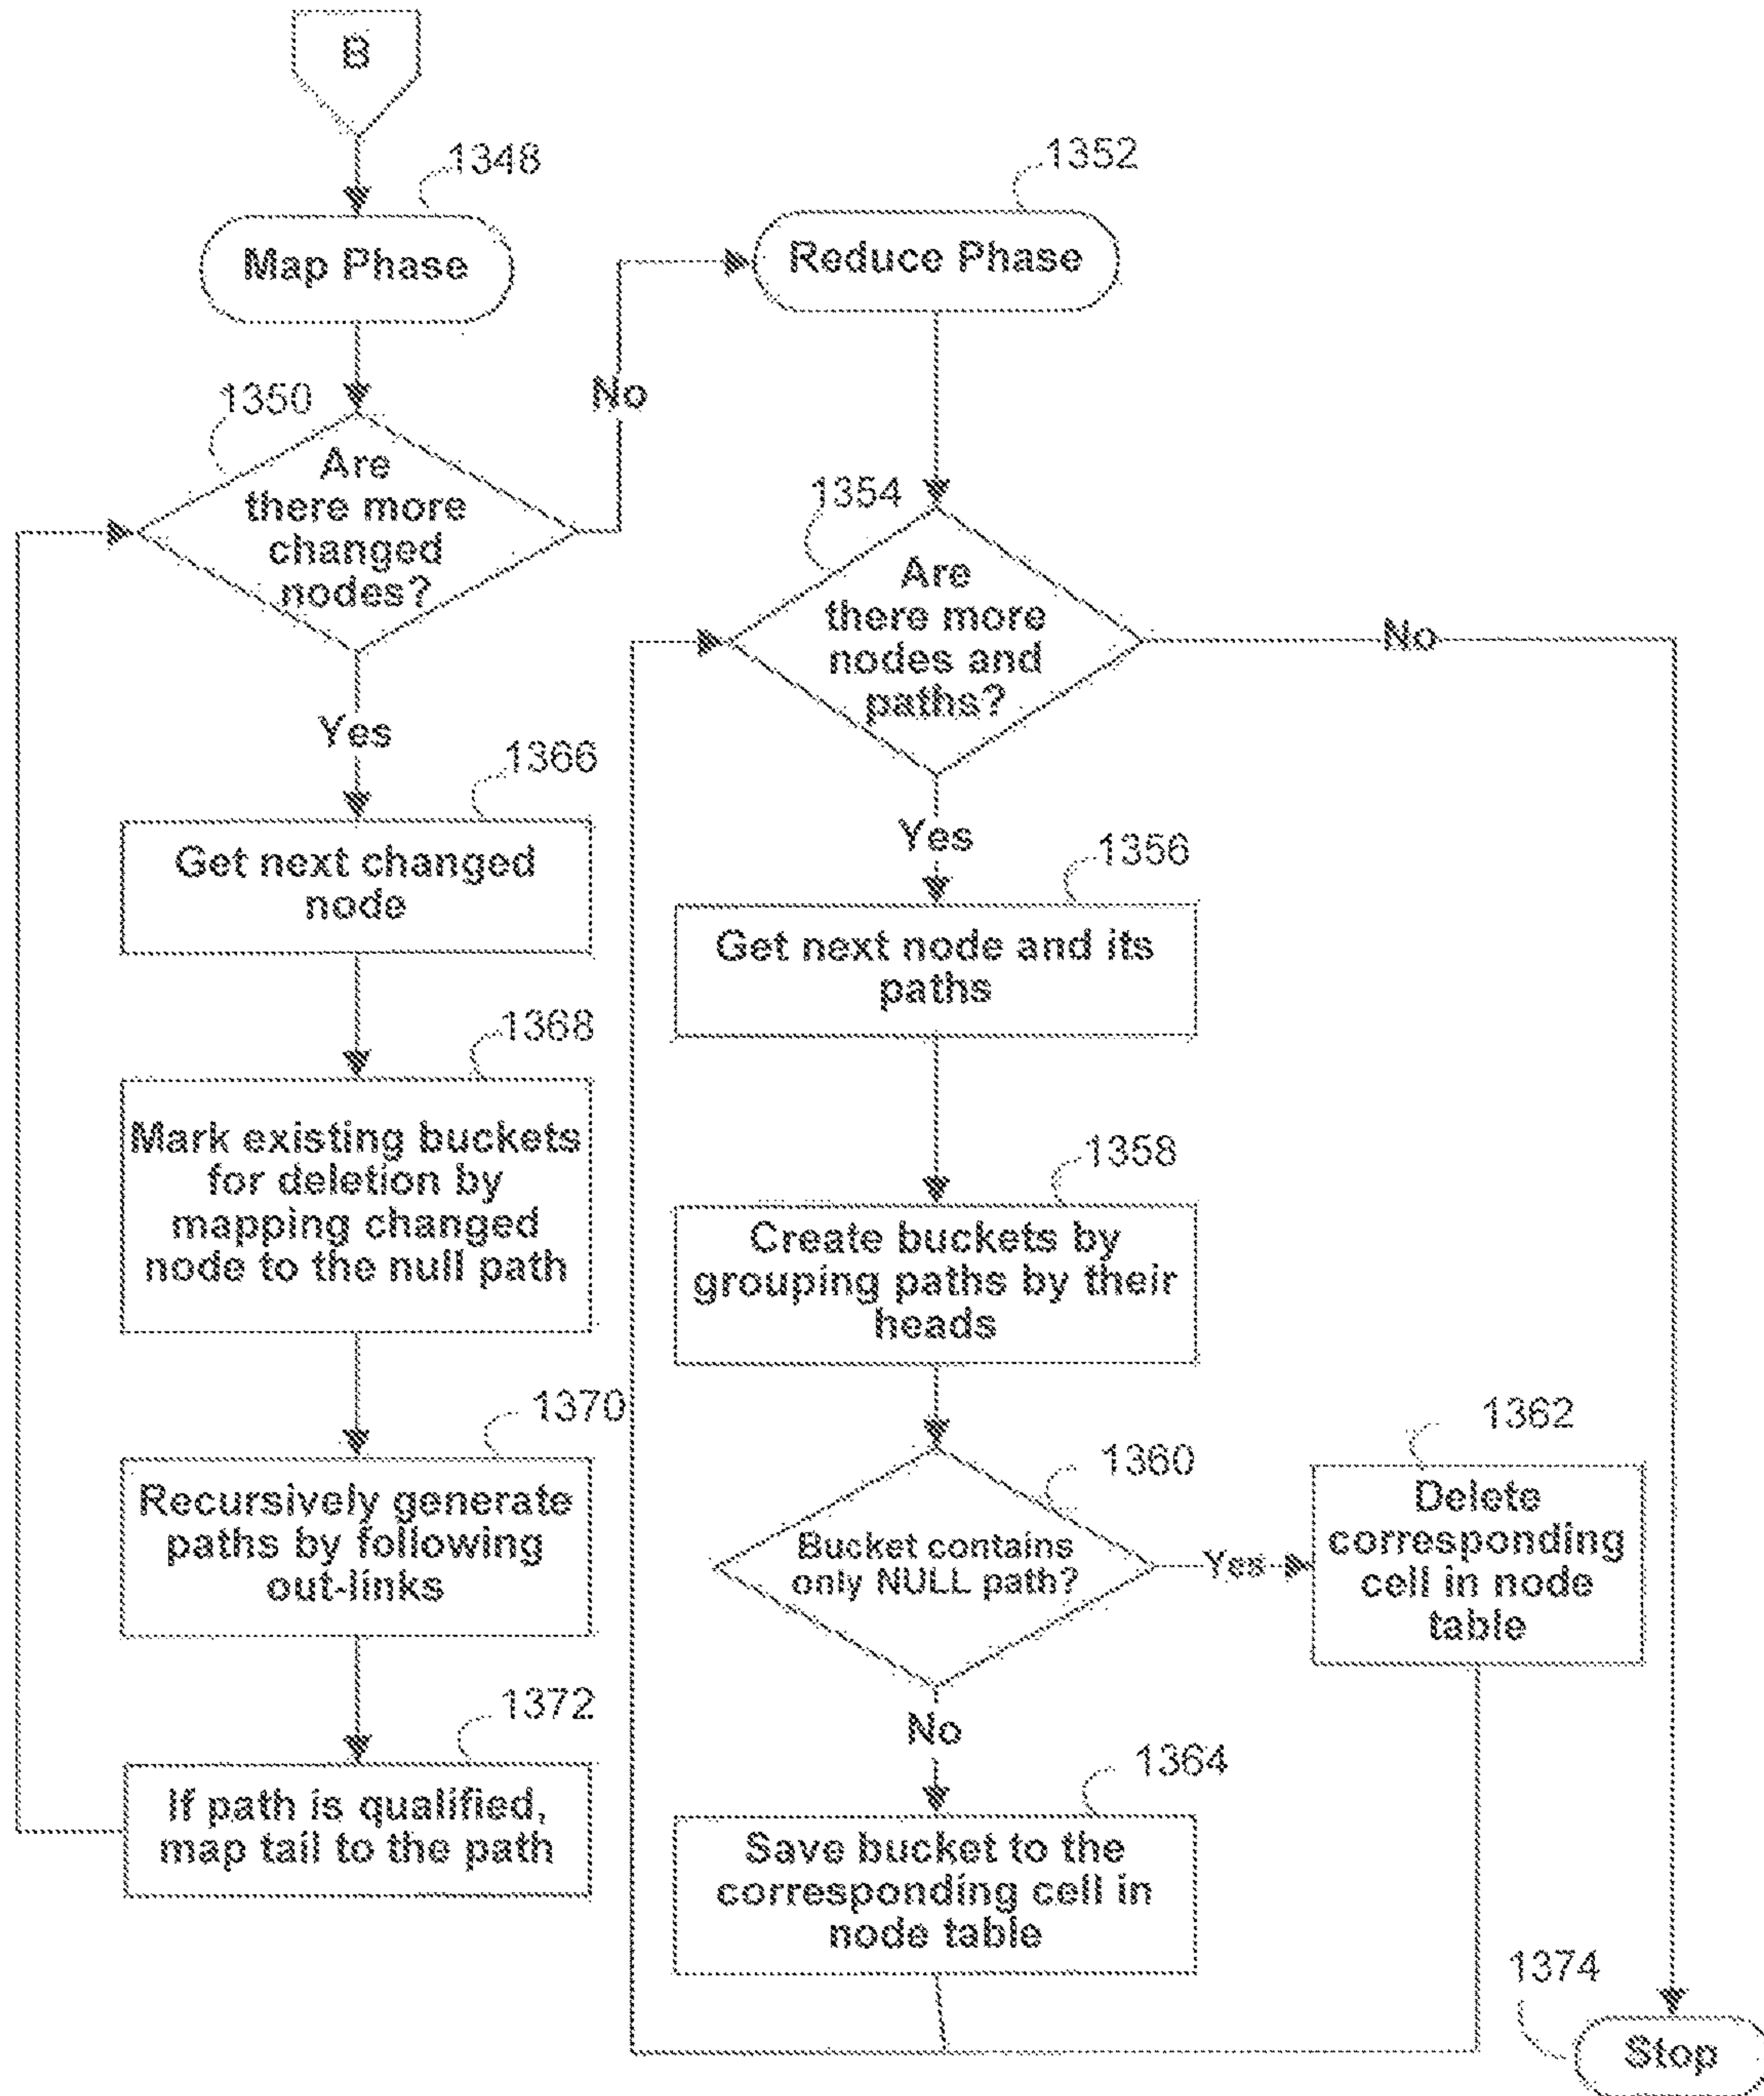 B
1348
Map Phase
1350
Are
there more
changed
nodes?
No
Yes
1366
Get next changed
node
1368
Mark existing buckets
for deletion by
mapping changed
node to the null path
1370
Recursively generate
paths by following
out-links
1372
If path is qualified,
map tail to the path
1352
Reduce Phase
1354
Are
there more
nodes and
paths?
No
Yes
1356
Get next node and its
paths
1358
Create buckets by
grouping paths by their
heads
1360
Bucket contains
only NULL path?
Yes
1362
Delete
corresponding
cell in node
table
No
1364
Save bucket to the
corresponding cell in
node table
1374
Stop